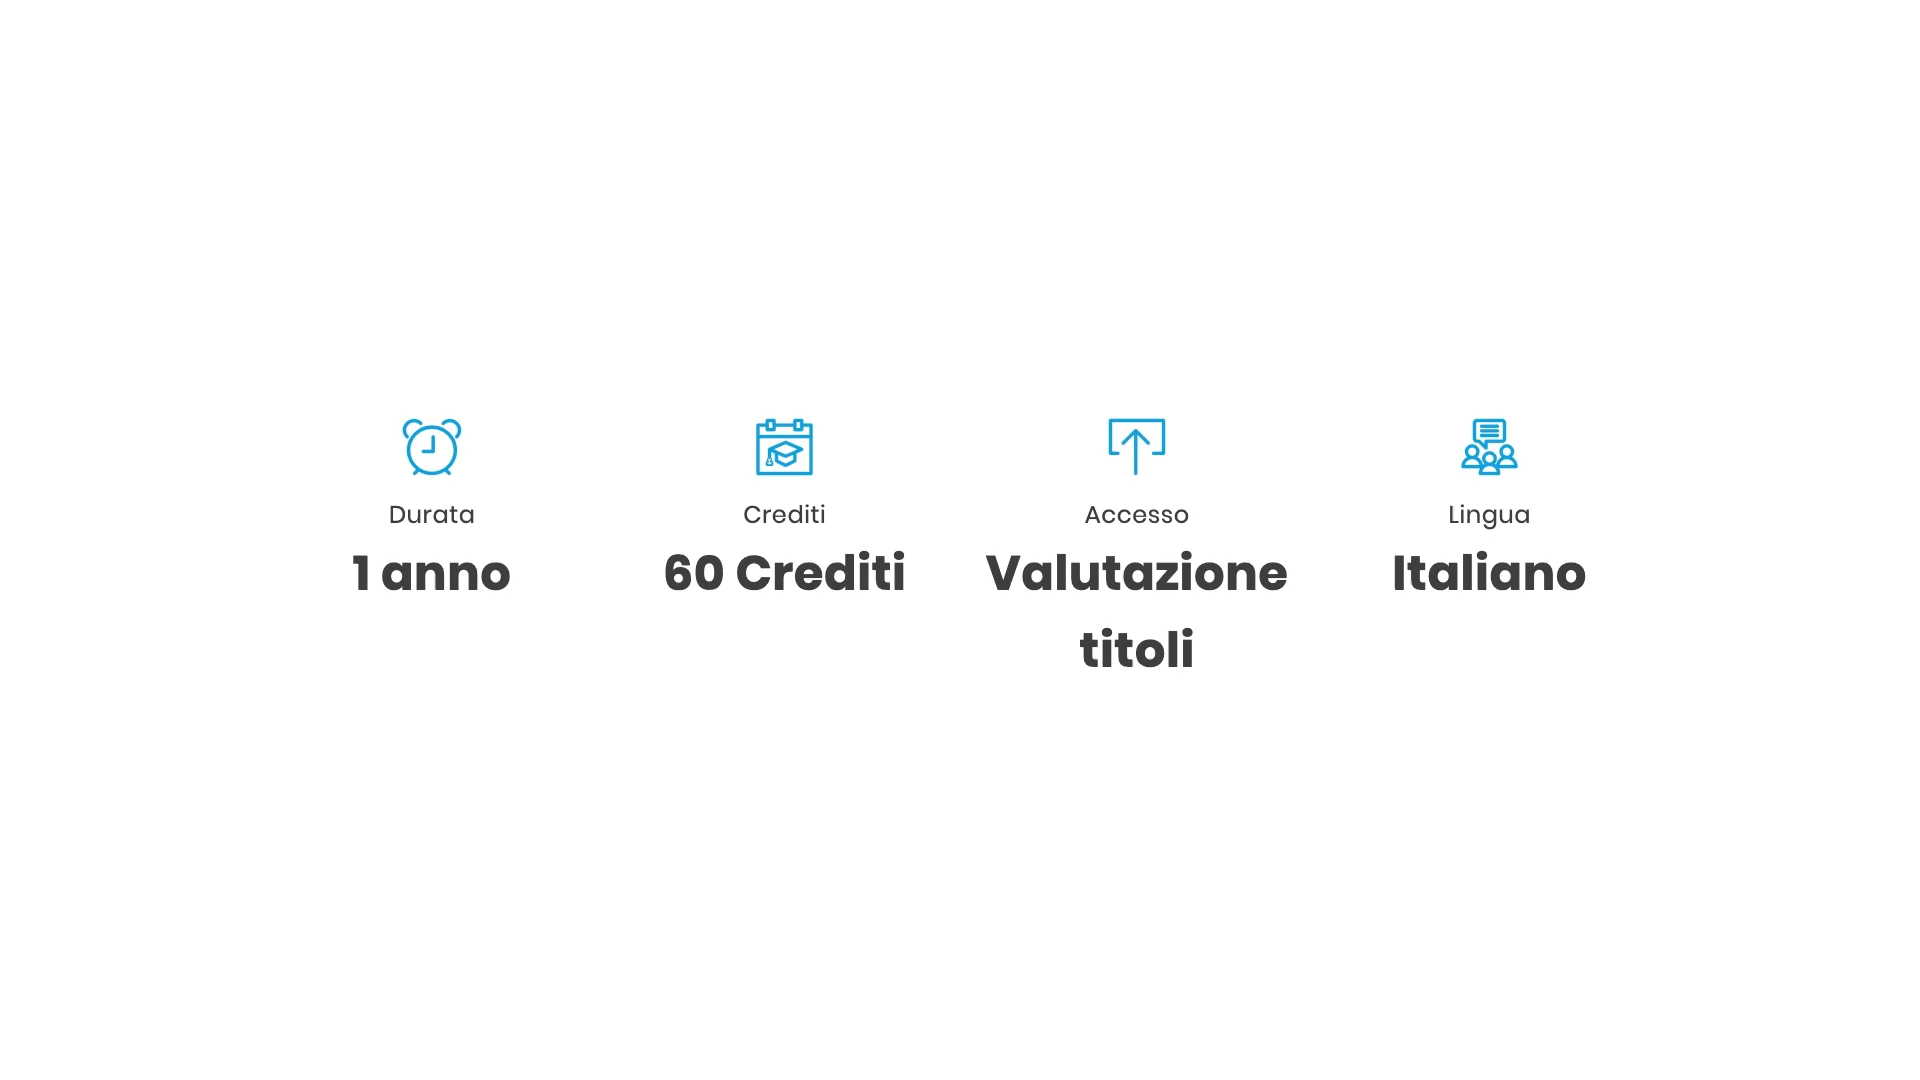 Durata
1 anno
Crediti
60 Crediti
Accesso
Valutazione
titoli
Lingua
Italiano